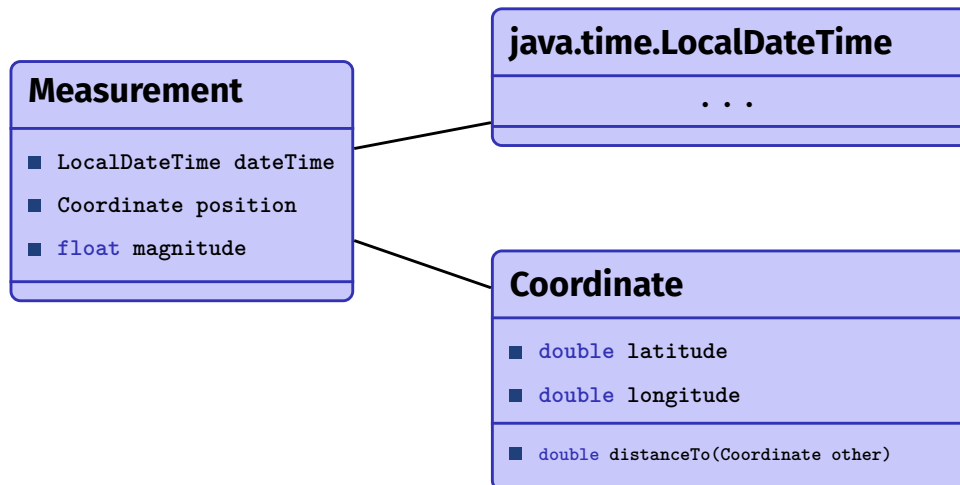 Measurement
LocalDateTime dateTime
Coordinate position
float magnitude
java.time.LocalDateTime
. . .
Coordinate
double latitude
double longitude
double distanceTo(Coordinate other)